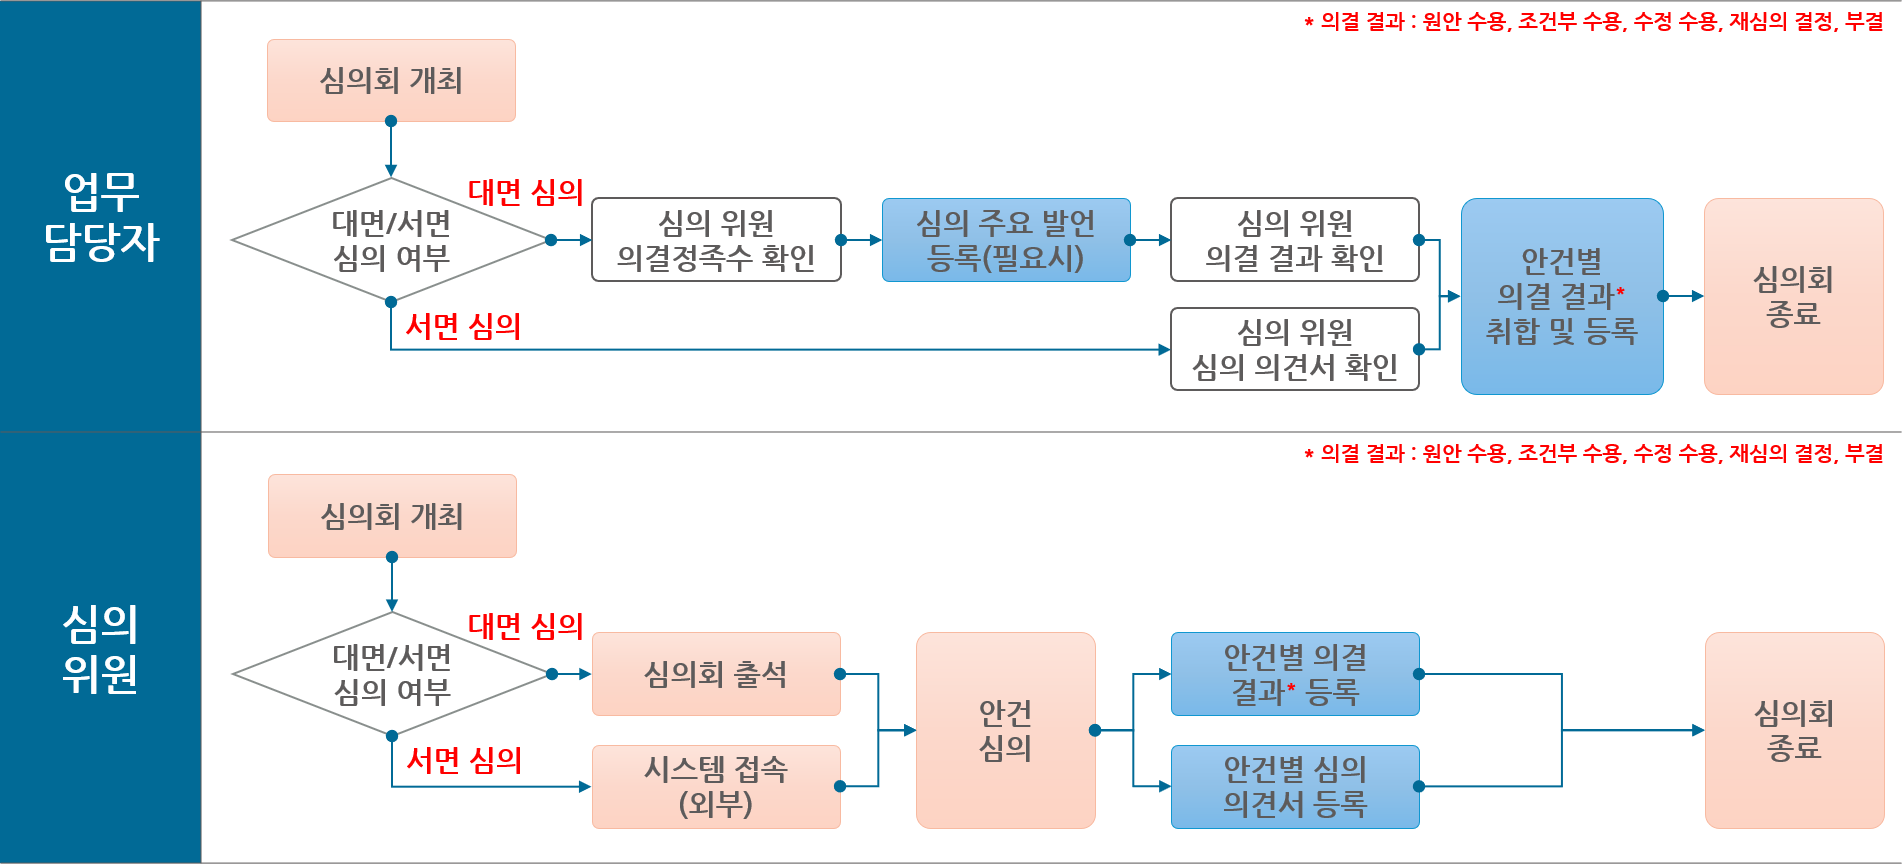 업무
담당자
* 의결 결과 : 원안 수용, 조건부 수용, 수정 수용, 재심의 결정, 부결
심의회 개최
대면/서면
심의 여부
대면 심의
서면 심의
심의 위원
의결정족수 확인
심의 주요 발언
등록(필요시)
심의 위원
의결 결과 확인
심의 위원
심의 의견서 확인
안건별
의결 결과*
취합 및 등록
심의회
종료
심의
위원
* 의결 결과 : 원안 수용, 조건부 수용, 수정 수용, 재심의 결정, 부결
심의회 개최
대면/서면
심의 여부
대면 심의
서면 심의
심의회 출석
시스템 접속
(외부)
안건
심의
안건별 의결
결과* 등록
안건별 심의
의견서 등록
심의회
종료